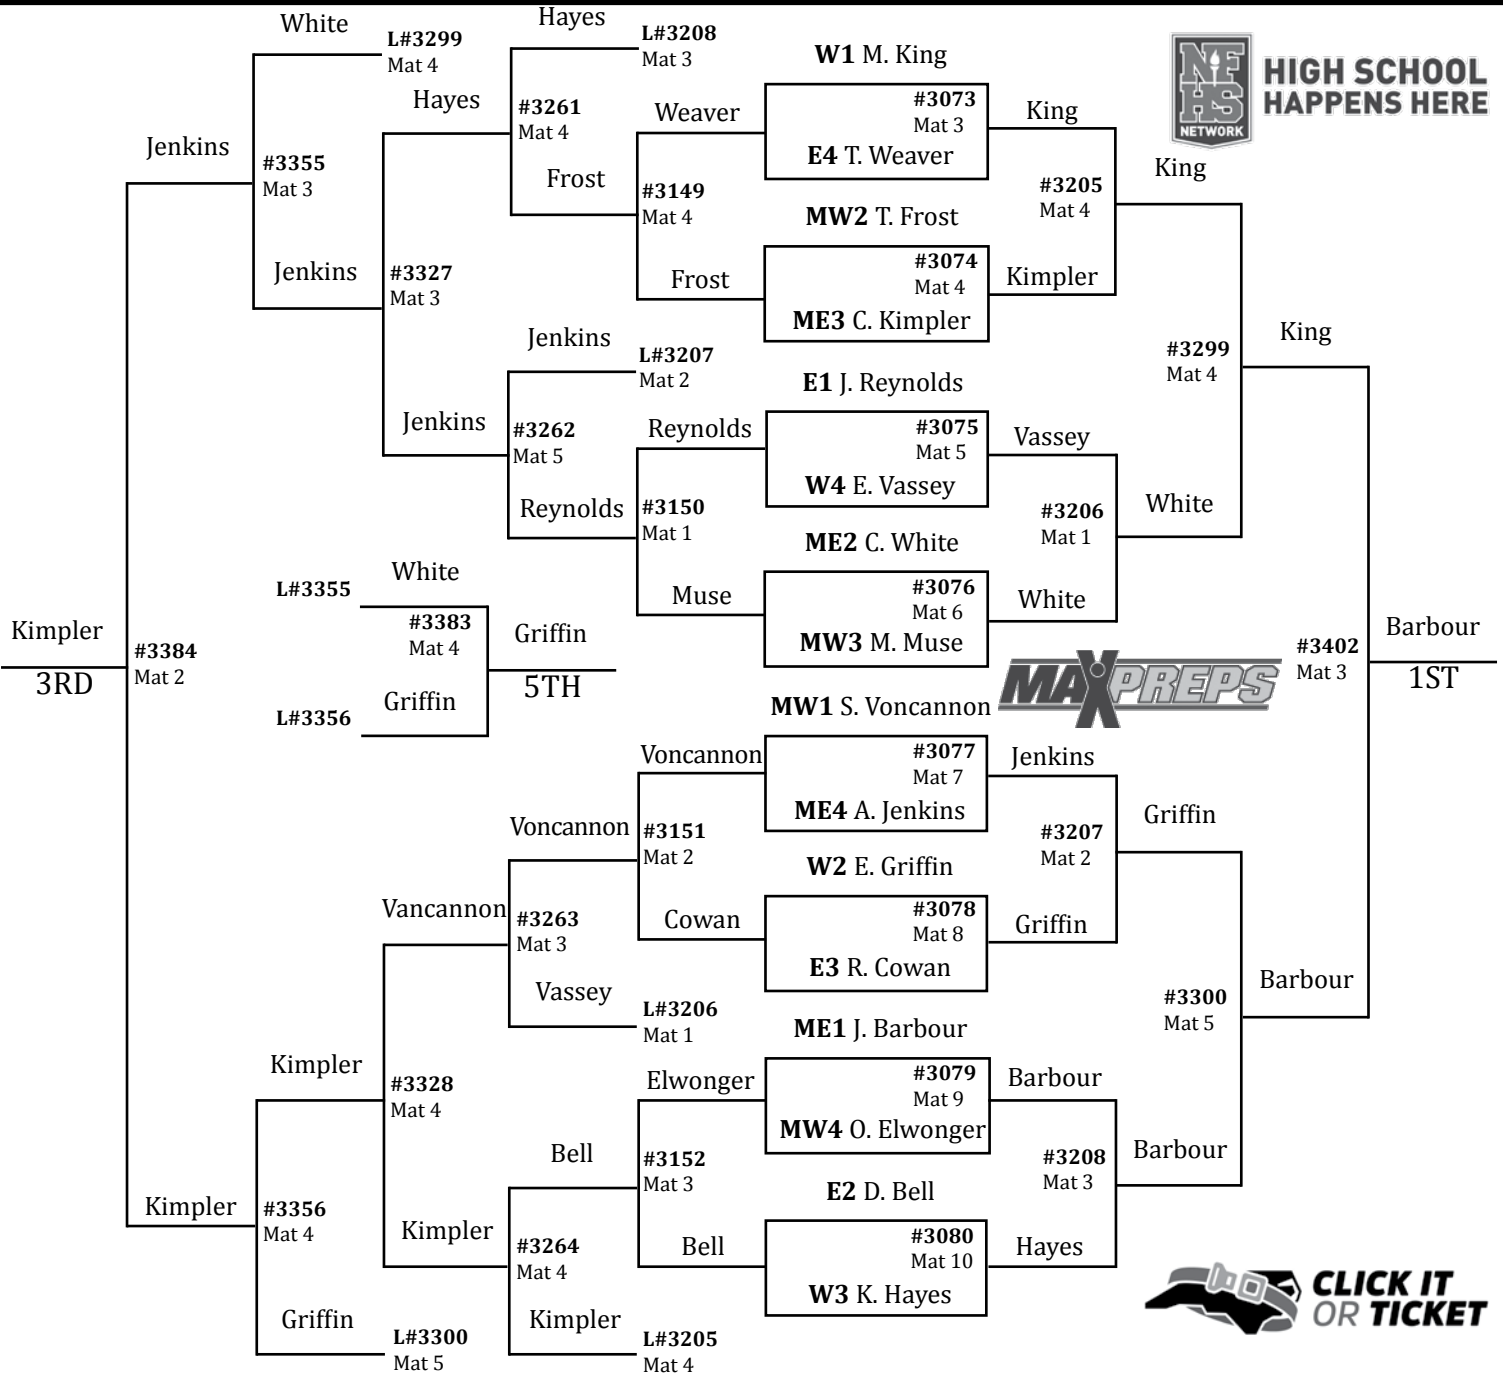 White
L#3299
Mat 4
Hayes
L#3208
Mat 3
W1 M. King
HIGH SCHOOL
HAPPENS HERE
NFHS
NETWORK
Hayes
#3261
Mat 4
Weaver
#3073
Mat 3
King
E4 T. Weaver
Jenkins
#3355
Mat 3
Frost
#3149
Mat 4
MW2 T. Frost
#3205
Mat 4
King
Jenkins
#3327
Mat 3
Frost
#3074
Mat 4
Kimpler
ME3 C. Kimpler
Jenkins
L#3207
Mat 2
E1 J. Reynolds
#3299
Mat 4
King
Jenkins
#3262
Mat 5
Reynolds
#3075
Mat 5
Vassey
W4 E. Vassey
Reynolds
#3150
Mat 1
ME2 C. White
#3206
Mat 1
White
L#3355
White
Muse
#3076
Mat 6
White
MW3 M. Muse
Kimpler
3RD
#3384
Mat 2
#3383
Mat 4
Griffin
5TH
L#3356
Griffin
MAXPREPS
#3402
Mat 3
Barbour
1ST
MW1 S. Voncannon
Voncannon
#3077
Mat 7
Jenkins
ME4 A. Jenkins
Voncannon
#3151
Mat 2
W2 E. Griffin
#3207
Mat 2
Griffin
Vancannon
#3263
Mat 3
Cowan
#3078
Mat 8
Griffin
E3 R. Cowan
Vassey
L#3206
Mat 1
ME1 J. Barbour
#3300
Mat 5
Barbour
Kimpler
#3328
Mat 4
Elwonger
#3079
Mat 9
Barbour
MW4 O. Elwonger
Bell
#3152
Mat 3
E2 D. Bell
#3208
Mat 3
Barbour
Kimpler
#3356
Mat 4
Kimpler
#3264
Mat 4
Bell
#3080
Mat 10
Hayes
W3 K. Hayes
Griffin
L#3300
Mat 5
Kimpler
L#3205
Mat 4
CLICK IT
OR TICKET